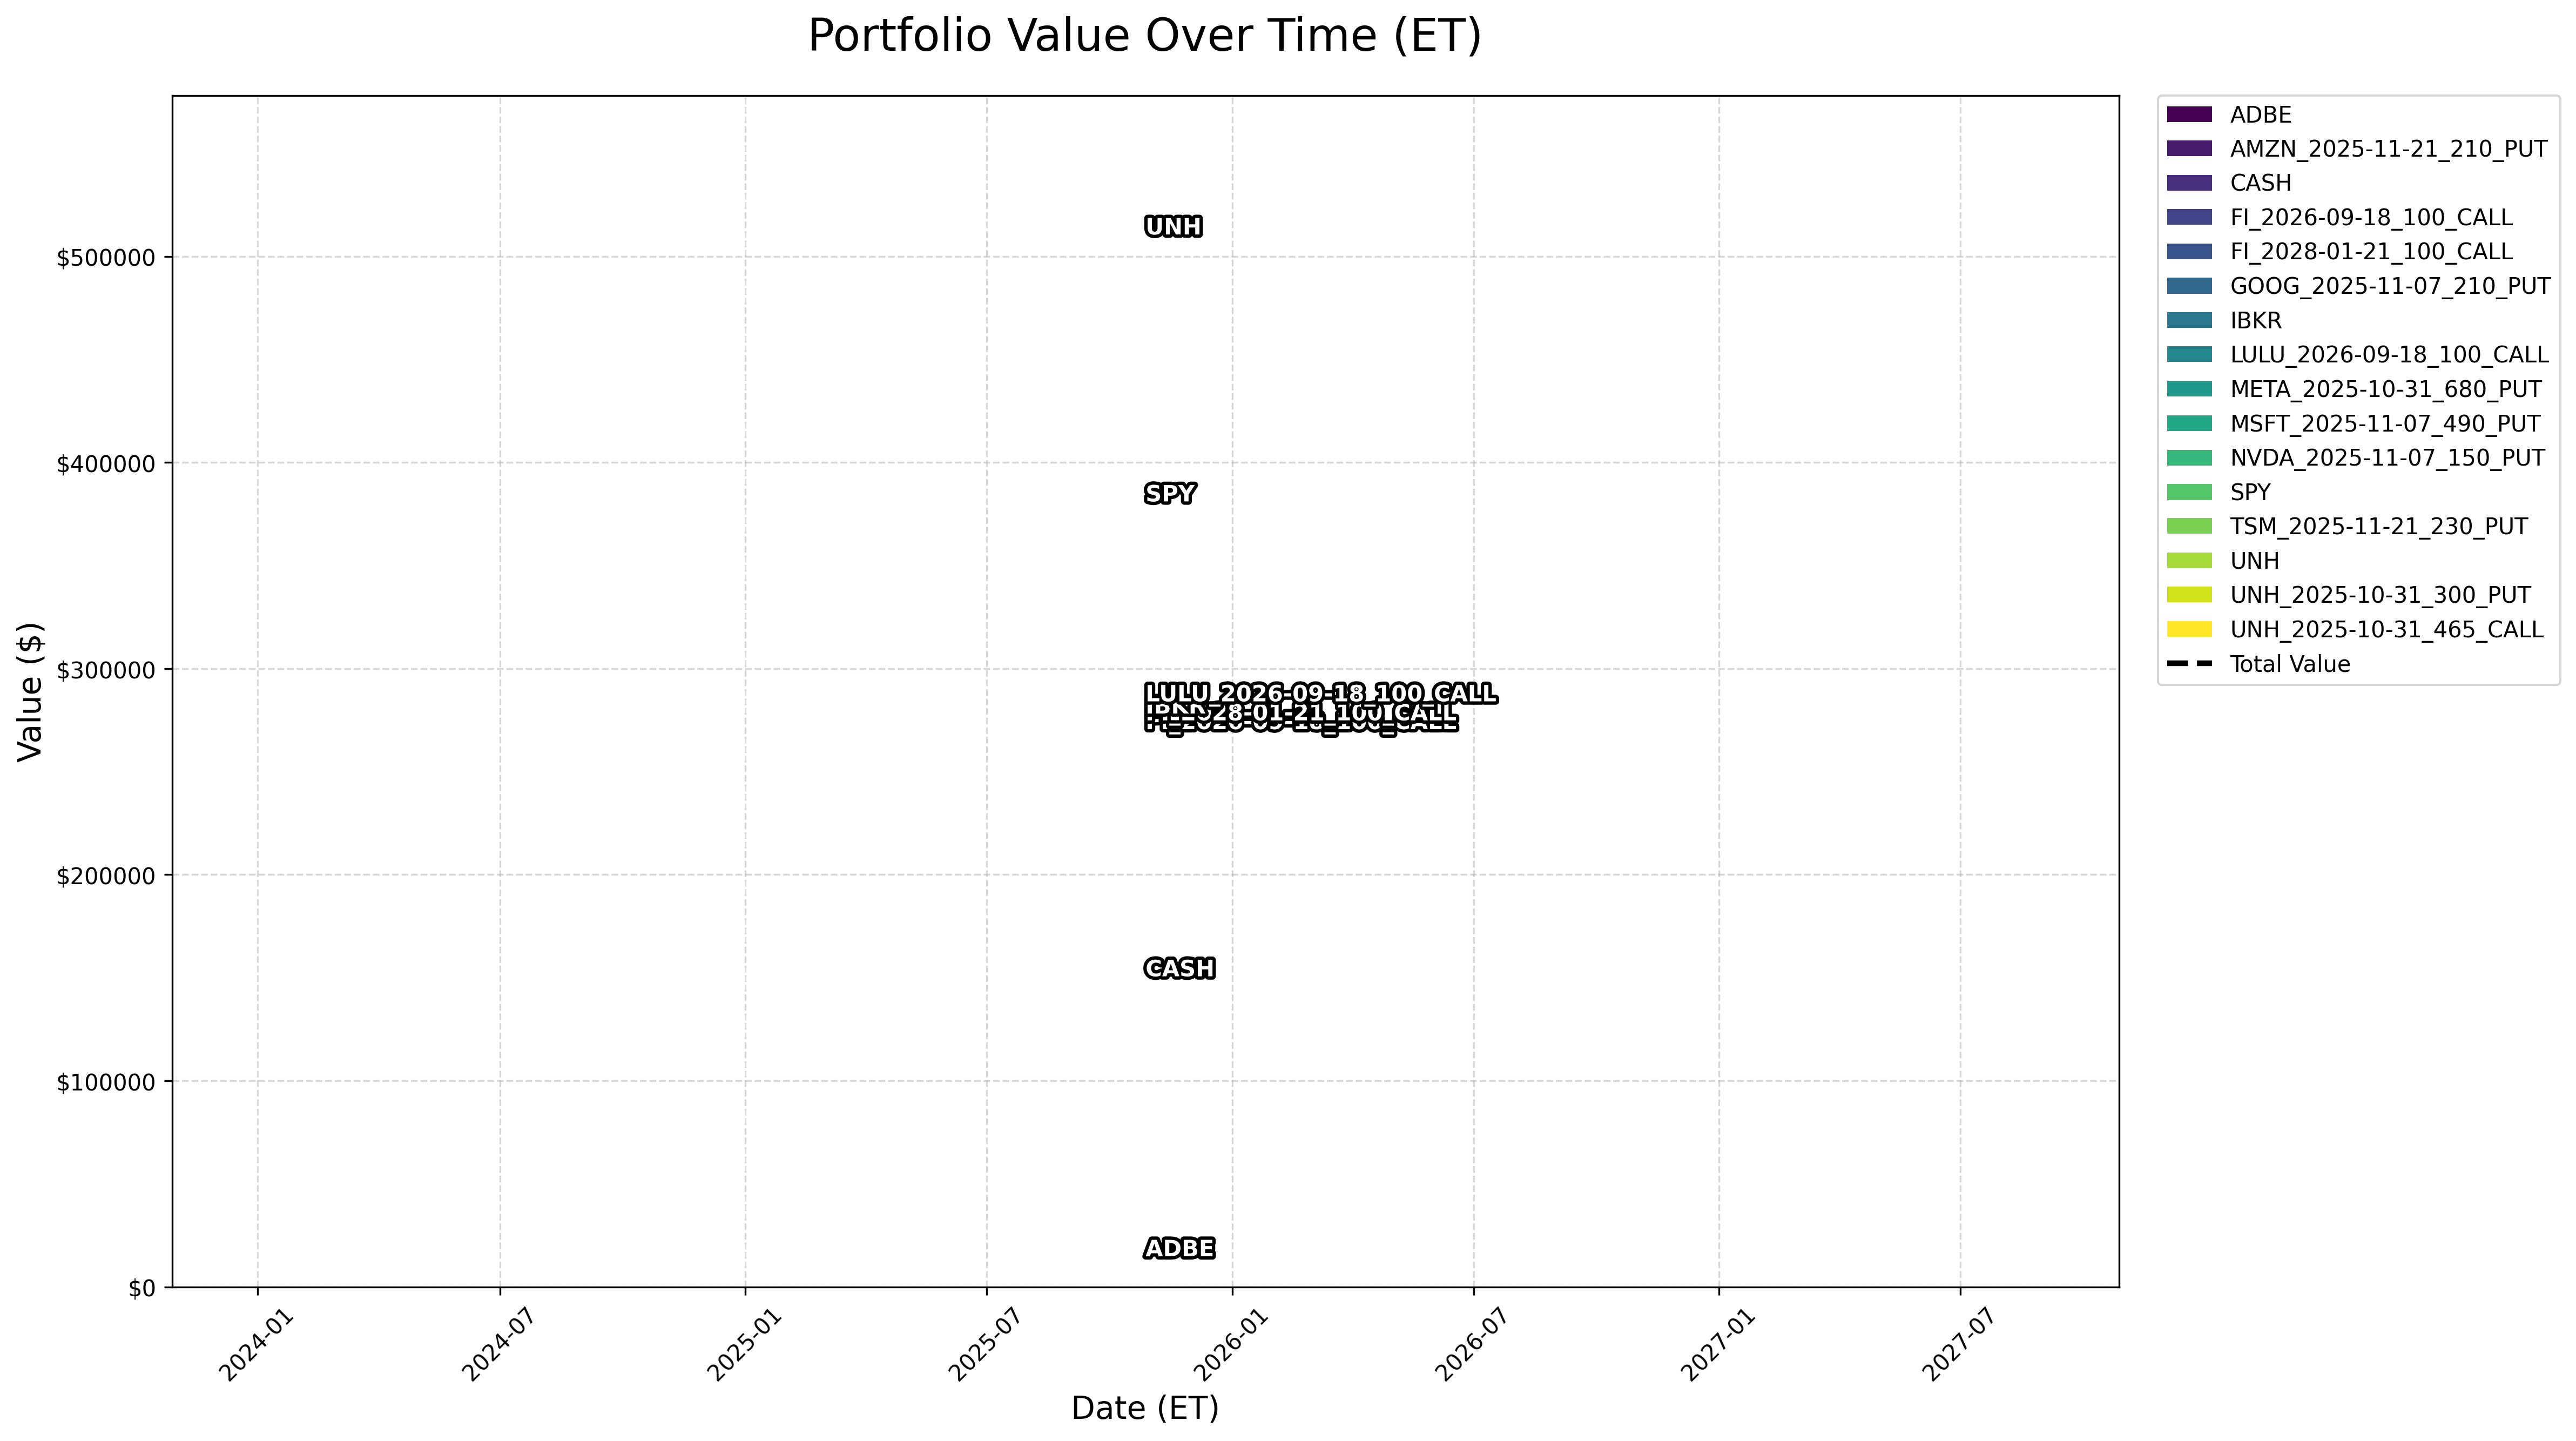 Portfolio Value Over Time (ET)
Value ($)
$500000
$400000
$300000
$200000
$100000
$0
UNH
SPY
LULU_2026-09-18_100_CALL
CASH
ADBE
2024-01
2024-07
2025-01
2025-07
2026-01
2026-07
2027-01
2027-07
Date (ET)
ADBE
AMZN_2025-11-21_210_PUT
CASH
FI_2026-09-18_100_CALL
FI_2028-01-21_100_CALL
GOOG_2025-11-07_210_PUT
IBKR
LULU_2026-09-18_100_CALL
META_2025-10-31_680_PUT
MSFT_2025-11-07_490_PUT
NVDA_2025-11-07_150_PUT
SPY
TSM_2025-11-21_230_PUT
UNH
UNH_2025-10-31_300_PUT
UNH_2025-10-31_465_CALL
Total Value